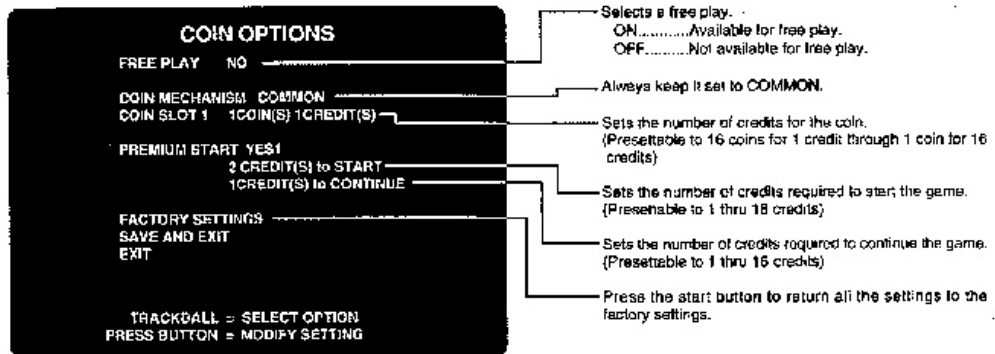 COIN OPTIONS
FREE PLAY NO
COIN MECHANISM COMMON
COIN SLOT 1 1COIN(S) 1CREDIT(S)
PREMIUM START YES1
2 CREDIT(S) to START
1CREDIT(S) to CONTINUE
FACTORY SETTINGS
SAVE AND EXIT
EXIT
TRACKBALL = SELECT OPTION
PRESS BUTTON = MODIFY SETTING
Selects a free play.
ON............Available for free play.
OFF..........Not available for free play.
Always keep it set to COMMON.
Sets the number of credits for the coin.
(Presettable to 16 coins for 1 credit through 1 coin for 16
credits)
Sets the number of credits required to start the game.
(Presettable to 1 thru 16 credits)
Sets the number of credits required to continue the game.
(Presettable to 1 thru 16 credits)
Press the start button to return all the settings to the
factory settings.